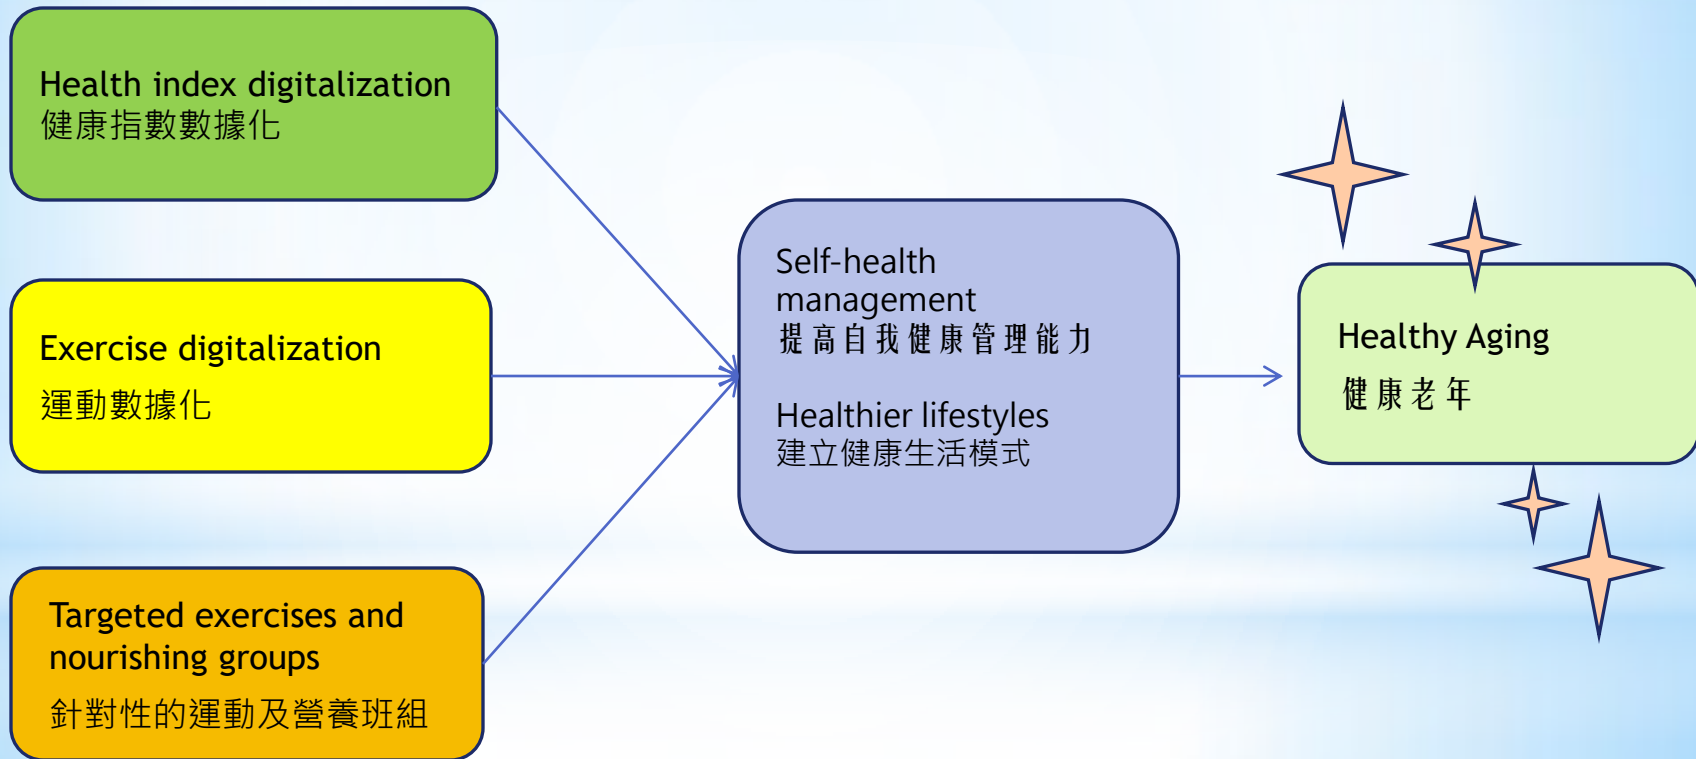 Health index digitalization
健康指數數據化
Exercise digitalization
運動數據化
Targeted exercises and
nourishing groups
針對性的運動及營養班組
Self-health
management
提高自我健康管理能力
Healthier lifestyles
建立健康生活模式
Healthy Aging
健康老年